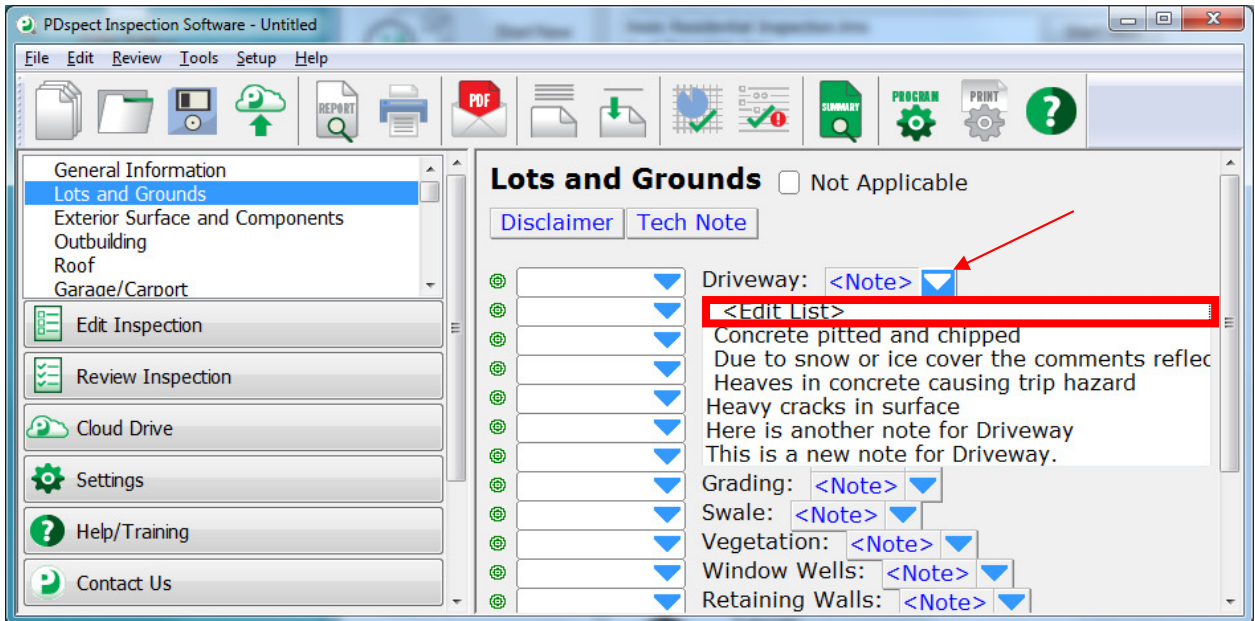 PDspect Inspection Software - Untitled
File Edit Review Tools Setup Help
REPORT PDF SUMMARY PROGRAM PRINT ?
General Information
Lots and Grounds
Exterior Surface and Components
Outbuilding
Roof
Garage/Carport
Edit Inspection
Review Inspection
Cloud Drive
Settings
? Help/Training
Contact Us
Lots and Grounds Not Applicable
Disclaimer Tech Note
Driveway: <Note>
<Edit List>
Concrete pitted and chipped
Due to snow or ice cover the comments reflec
Heaves in concrete causing trip hazard
Heavy cracks in surface
Here is another note for Driveway
This is a new note for Driveway.
Grading: <Note>
Swale: <Note>
Vegetation: <Note>
Window Wells: <Note>
Retaining Walls: <Note>